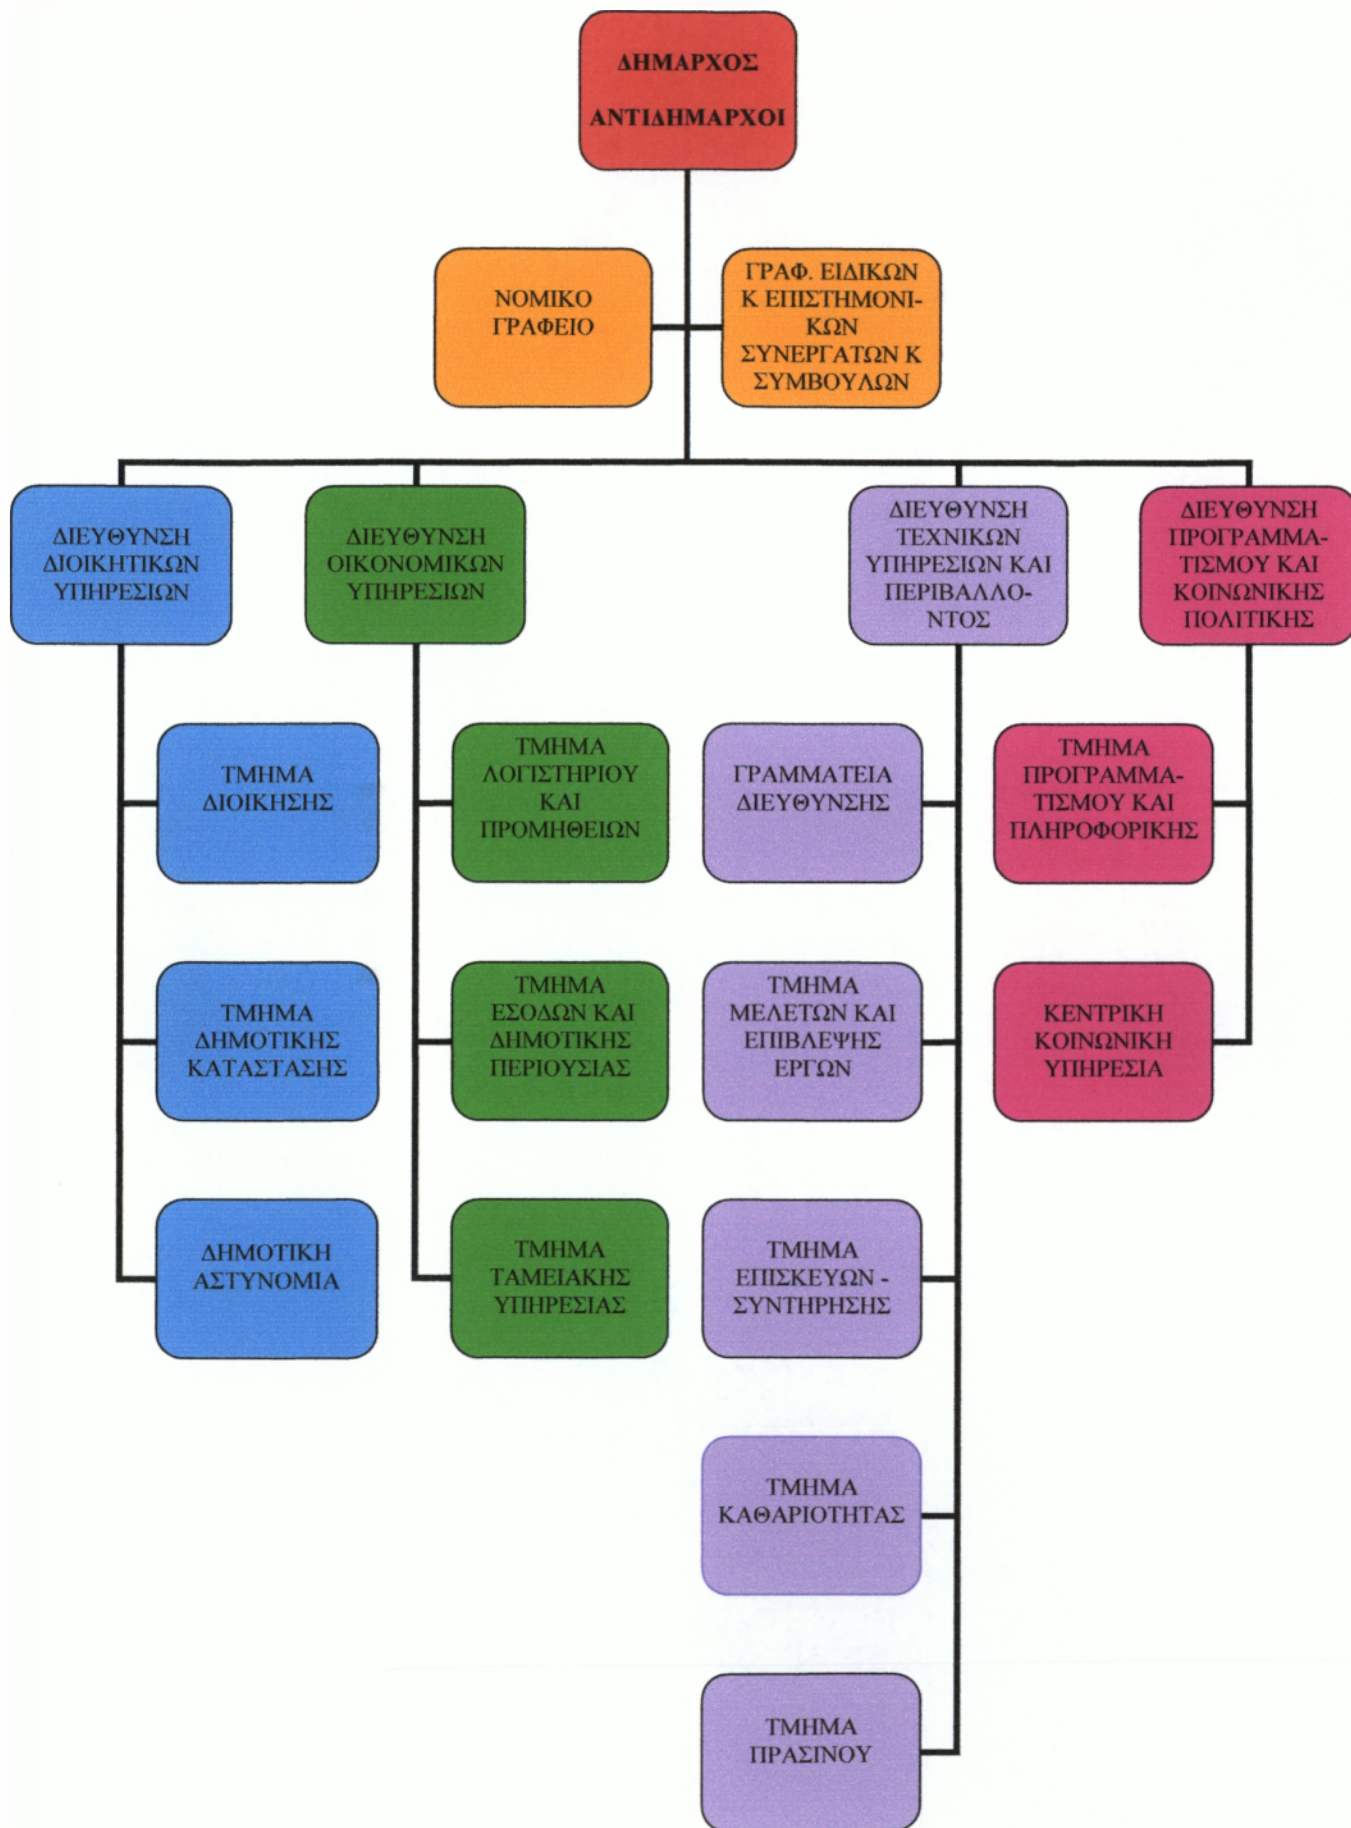 ΔΗΜΑΡΧΟΣ
ΑΝΤΙΔΗΜΑΡΧΟΙ
ΝΟΜΙΚΟ
ΓΡΑΦΕΙΟ
ΓΡΑΦ. ΕΙΔΙΚΩΝ
Κ ΕΠΙΣΤΗΜΟΝΙ-
ΚΩΝ
ΣΥΝΕΡΓΑΤΩΝ Κ
ΣΥΜΒΟΥΛΩΝ
ΔΙΕΥΘΥΝΣΗ
ΔΙΟΙΚΗΤΙΚΩΝ
ΥΠΗΡΕΣΙΩΝ
ΔΙΕΥΘΥΝΣΗ
ΟΙΚΟΝΟΜΙΚΩΝ
ΥΠΗΡΕΣΙΩΝ
ΔΙΕΥΘΥΝΣΗ
ΤΕΧΝΙΚΩΝ
ΥΠΗΡΕΣΙΩΝ ΚΑΙ
ΠΕΡΙΒΑΛΛΟ-
ΝΤΟΣ
ΔΙΕΥΘΥΝΣΗ
ΠΡΟΓΡΑΜΜΑ-
ΤΙΣΜΟΥ ΚΑΙ
ΚΟΙΝΩΝΙΚΗΣ
ΠΟΛΙΤΙΚΗΣ
ΤΜΗΜΑ
ΔΙΟΙΚΗΣΗΣ
ΤΜΗΜΑ
ΛΟΓΙΣΤΗΡΙΟΥ
ΚΑΙ
ΠΡΟΜΗΘΕΙΩΝ
ΓΡΑΜΜΑΤΕΙΑ
ΔΙΕΥΘΥΝΣΗΣ
ΤΜΗΜΑ
ΠΡΟΓΡΑΜΜΑ-
ΤΙΣΜΟΥ ΚΑΙ
ΠΛΗΡΟΦΟΡΙΚΗΣ
ΤΜΗΜΑ
ΔΗΜΟΤΙΚΗΣ
ΚΑΤΑΣΤΑΣΗΣ
ΤΜΗΜΑ
ΕΣΟΔΩΝ ΚΑΙ
ΔΗΜΟΤΙΚΗΣ
ΠΕΡΙΟΥΣΙΑΣ
ΤΜΗΜΑ
ΜΕΛΕΤΩΝ ΚΑΙ
ΕΠΙΒΛΕΨΗΣ
ΕΡΓΩΝ
ΚΕΝΤΡΙΚΗ
ΚΟΙΝΩΝΙΚΗ
ΥΠΗΡΕΣΙΑ
ΔΗΜΟΤΙΚΗ
ΑΣΤΥΝΟΜΙΑ
ΤΜΗΜΑ
ΤΑΜΕΙΑΚΗΣ
ΥΠΗΡΕΣΙΑΣ
ΤΜΗΜΑ
ΕΠΙΣΚΕΥΩΝ -
ΣΥΝΤΗΡΗΣΗΣ
ΤΜΗΜΑ
ΚΑΘΑΡΙΟΤΗΤΑΣ
ΤΜΗΜΑ
ΠΡΑΣΙΝΟΥ